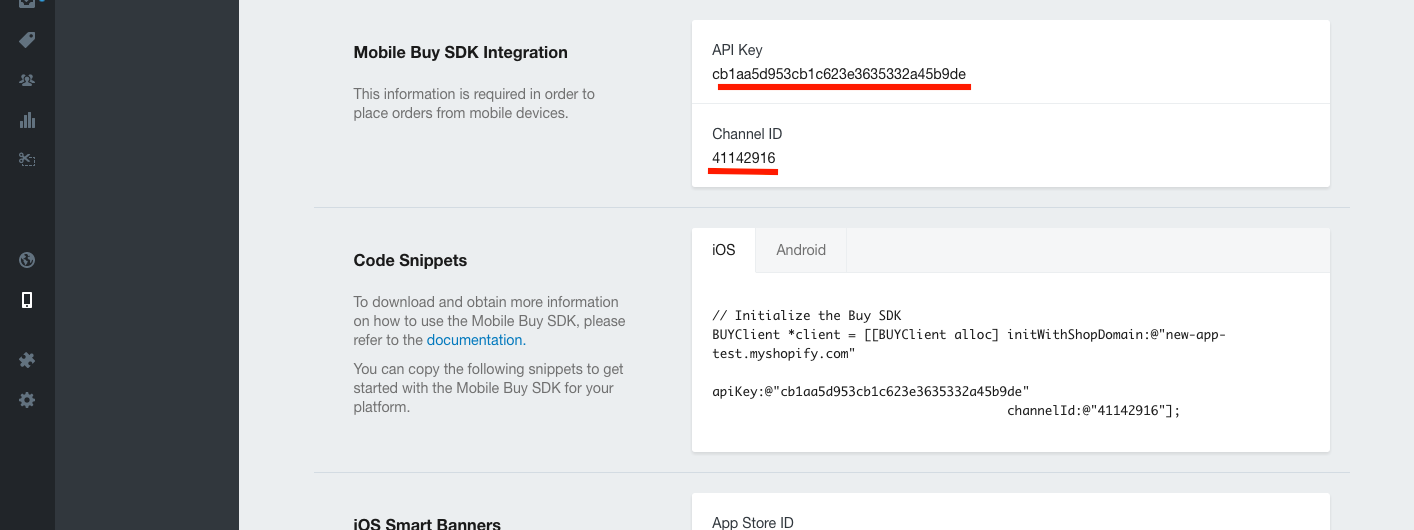 Mobile Buy SDK Integration
This information is required in order to
place orders from mobile devices.
API Key
cb1aa5d953cb1c623e3635332a45b9de
Channel ID
41142916
Code Snippets
To download and obtain more information
on how to use the Mobile Buy SDK, please
refer to the documentation.
You can copy the following snippets to get
started with the Mobile Buy SDK for your
platform.
iOS
Android
// Initialize the Buy SDK
BUYClient *client = [[BUYClient alloc] initWithShopDomain:@"new-app-
test.myshopify.com"
apiKey:@"cb1aa5d953cb1c623e3635332a45b9de"
channelId:@"41142916"];
iOS Smart Banners
App Store ID